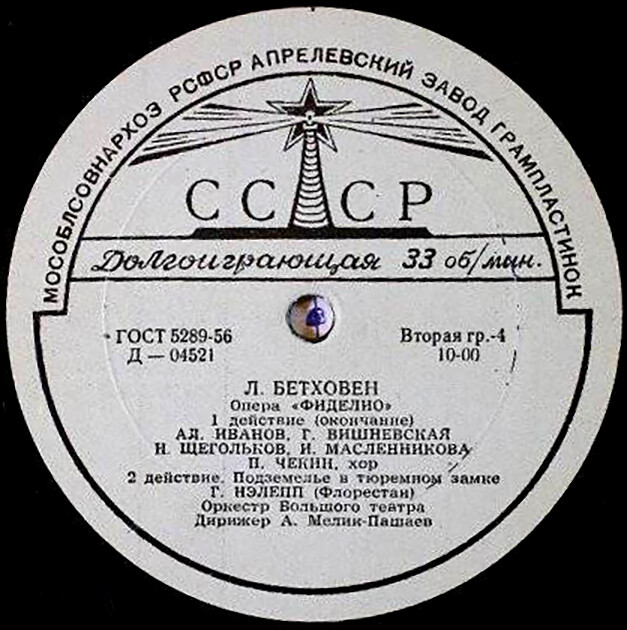 МОСОБЛСОВНАРХОЗ РСФСР АПРЕЛЕВСКИЙ ЗАВОД ГРАМПЛАСТИНОК
СССР
Долгоиграющая 33 об/мин.
ГОСТ 5289-56
Д — 04521
Вторая гр.-4
10-00
Л. БЕТХОВЕН
Опера «ФИДЕЛИО»
1 действие (окончание)
АЛ. ИВАНОВ, Г. ВИШНЕВСКАЯ
Н. ЩЕГОЛЬКОВ, И. МАСЛЕННИКОВА
П. ЧЕКИН, хор
2 действие. Подземелье в тюремном замке
Г. НЭЛЕПП (Флорестан)
Оркестр Большого театра
Дирижер А. Мелик-Пашаев